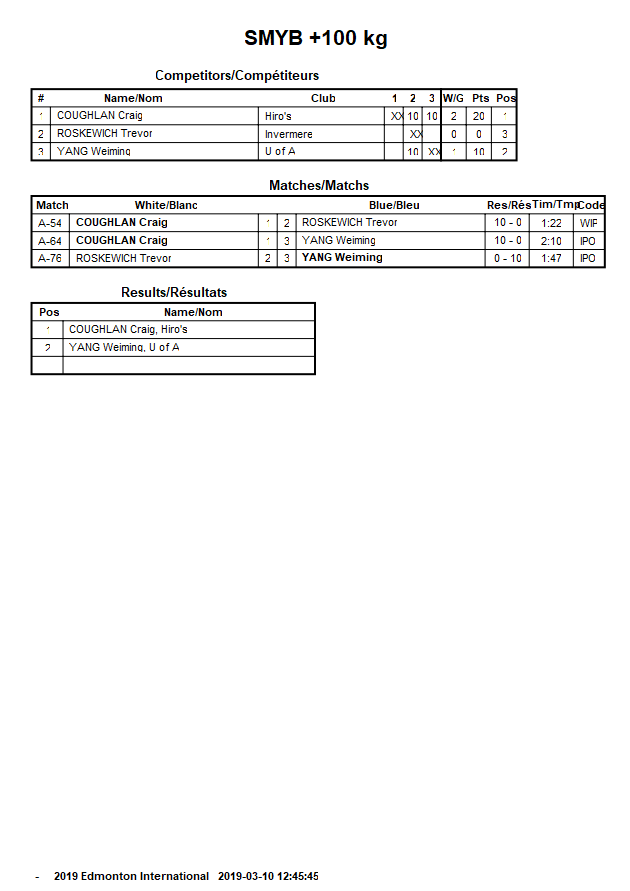 SMYB +100 kg
Competitors/Compétiteurs
# Name/Nom Club 1 2 3 W/G Pts Pos
1 COUGHLAN Craig Hiro's XX 10 10 2 20 1
2 ROSKEWICH Trevor Invermere XX 0 0 3
3 YANG Weiming U of A 10 XX 1 10 2
Matches/Matchs
Match White/Blanc Blue/Bleu Res/Rés Tim/Tmp Code
A-54 COUGHLAN Craig 1 2 ROSKEWICH Trevor 10 - 0 1:22 WIP
A-64 COUGHLAN Craig 1 3 YANG Weiming 10 - 0 2:10 IPO
A-76 ROSKEWICH Trevor 2 3 YANG Weiming 0 - 10 1:47 IPO
Results/Résultats
Pos Name/Nom
1 COUGHLAN Craig, Hiro's
2 YANG Weiming, U of A
- 2019 Edmonton International 2019-03-10 12:45:45